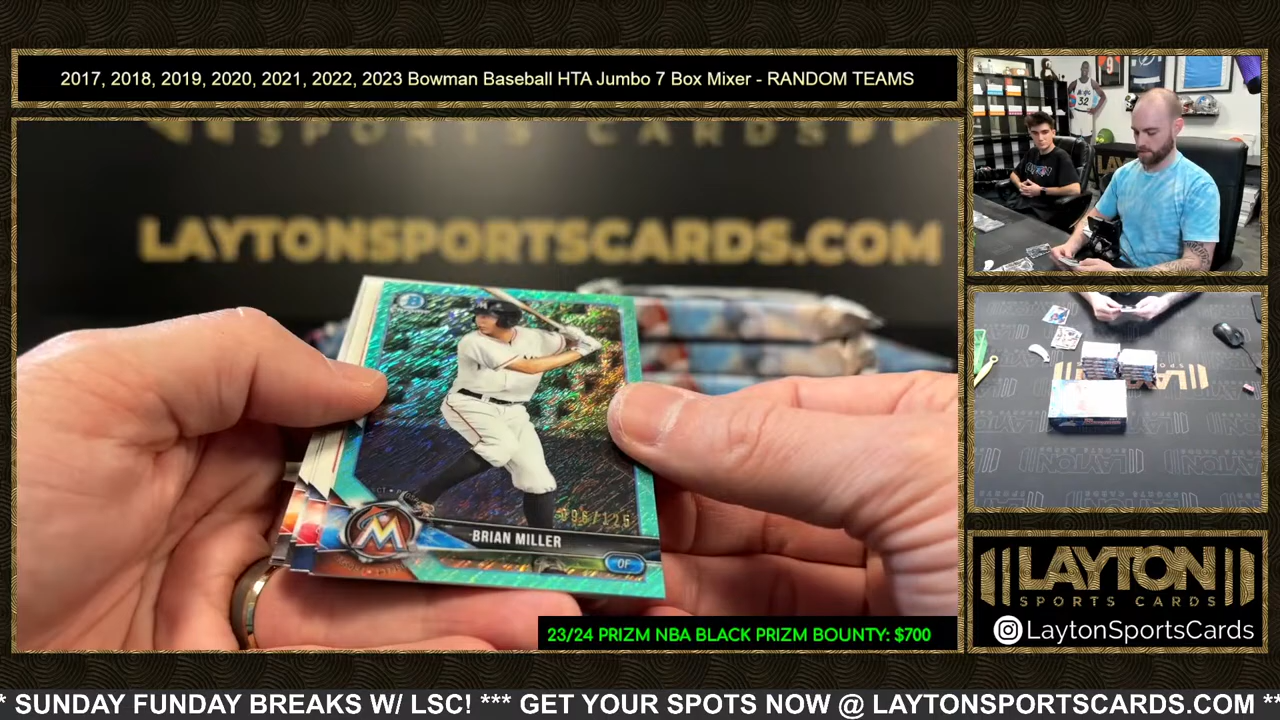 2017, 2018, 2019, 2020, 2021, 2022, 2023 Bowman Baseball HTA Jumbo 7 Box Mixer - RANDOM TEAMS
SPORTS CARDS
LAYTONSPORTSCARDS.COM
BRIAN MILLER
OF
23/24 PRIZM NBA BLACK PRIZM BOUNTY: $700
LAYTON
SPORTS CARDS
LaytonSportsCards
* SUNDAY FUNDAY BREAKS W/ LSC! *** GET YOUR SPOTS NOW @ LAYTONSPORTSCARDS.COM **